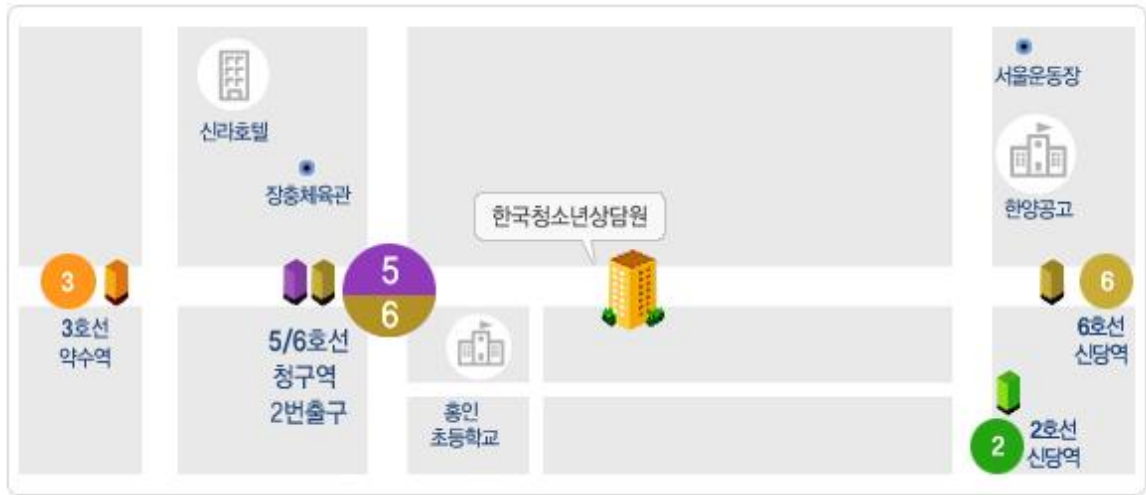 신라호텔
장충체육관
한국청소년상담원
서울운동장
한양공고
3
3호선
약수역
5
6
5/6호선
청구역
2번출구
흥인
초등학교
6
6호선
신당역
2
2호선
신당역